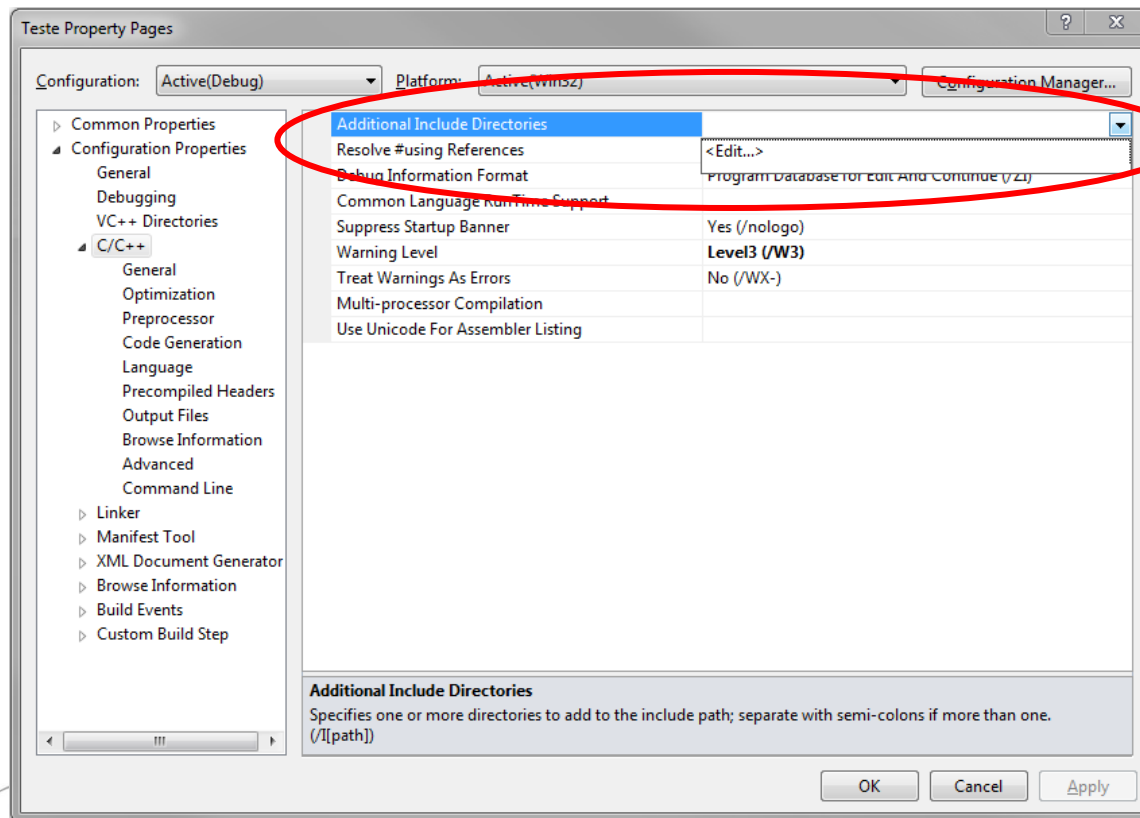 Teste Property Pages
Configuration: Active(Debug) Platform: Active(Win32) Configuration Manager...
Common Properties
Configuration Properties
General
Debugging
VC++ Directories
C/C++
General
Optimization
Preprocessor
Code Generation
Language
Precompiled Headers
Output Files
Browse Information
Advanced
Command Line
Linker
Manifest Tool
XML Document Generator
Browse Information
Build Events
Custom Build Step
Additional Include Directories
Resolve #using References <Edit...>
Debug Information Format Program Database for Edit And Continue (/ZI)
Common Language RunTime Support
Suppress Startup Banner Yes (/nologo)
Warning Level Level3 (/W3)
Treat Warnings As Errors No (/WX-)
Multi-processor Compilation
Use Unicode For Assembler Listing
Additional Include Directories
Specifies one or more directories to add to the include path; separate with semi-colons if more than one.
(/I[path])
OK Cancel Apply